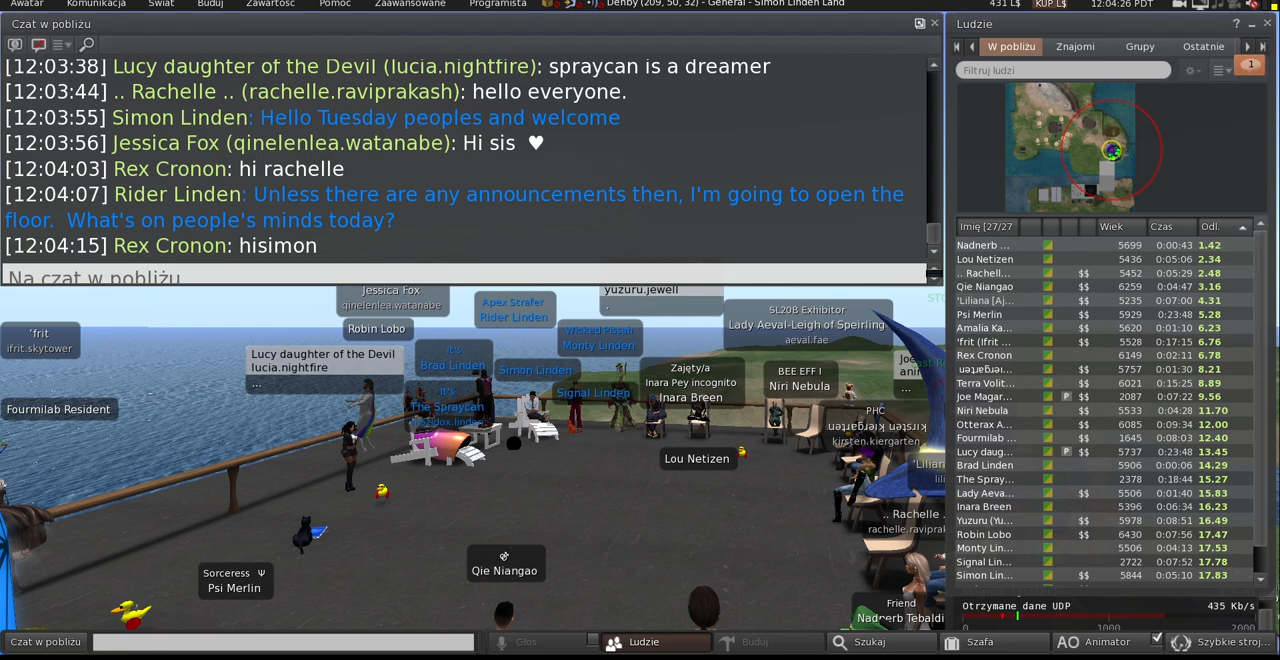 Awatar Komunikacja Świat Buduj Zawartość Pomoc Zaawansowane Programista Denby (209, 50, 32) - General - Simon Linden Land 431 L$ KUP L$ 12:04:26 PDT
Czat w pobliżu
[12:03:38] Lucy daughter of the Devil (lucia.nightfire): spraycan is a dreamer
[12:03:44] .. Rachelle .. (rachelle.raviprakash): hello everyone.
[12:03:55] Simon Linden: Hello Tuesday peoples and welcome
[12:03:56] Jessica Fox (qinelenlea.watanabe): Hi sis ♥
[12:04:03] Rex Cronon: hi rachelle
[12:04:07] Rider Linden: Unless there are any announcements then, I'm going to open the
floor. What's on people's minds today?
[12:04:15] Rex Cronon: hisimon
Na czat w pobliżu
Jessica Fox
qinelenlea.watanabe
Robin Lobo
Apex Strafer
Rider Linden
yuzuru.jewell
.
Wicked Pissah
Monty Linden
SL20B Exhibitor
Lady Aeval-Leigh of Speirling
aeval.fae
'frit
ifrit.skytower
Lucy daughter of the Devil
lucia.nightfire
...
It's
Brad Linden
Simon Linden
It's
The Spraycan
Signal Linden
Zajęty/a
Inara Pey incognito
Inara Breen
BEE EFF I
Niri Nebula
...
Fourmilab Resident
PHC
kirsten.kiergarten
Lou Netizen
.. Rachelle ..
Qie Niangao
Sorceress Ψ
Psi Merlin
Friend
Nadnerb Tebaldi
Ludzie
W pobliżu Znajomi Grupy Ostatnie
Filtruj ludzi
1
Imię [27/27 Wiek Czas Odl.
Nadnerb ... 5699 0:00:43 1.42
Lou Netizen 5436 0:05:06 2.34
.. Rachell... $$ 5452 0:05:29 2.48
Qie Niangao $$ 6259 0:04:47 3.16
'Liliana [Aj... $$ 5235 0:07:00 4.31
Psi Merlin $$ 5929 0:23:48 5.28
Amalia Ka... $$ 5620 0:01:10 6.23
'frit (Ifrit ... $$ 5528 0:17:15 6.76
Rex Cronon 6149 0:02:11 6.78
$$ 5757 0:01:30 8.21
Terra Volit... $$ 6021 0:15:25 8.89
Joe Magar... P $$ 2087 0:07:22 9.56
Niri Nebula $$ 5533 0:04:28 11.70
Otterax A... $$ 6085 0:09:34 12.00
Fourmilab ... $$ 1645 0:08:03 12.40
Lucy daug... P $$ 5737 0:23:48 13.45
Brad Linden 5900 0:00:06 14.29
The Spray... 2378 0:18:44 15.27
Lady Aeva... $$ 5506 0:01:40 15.83
Inara Breen 5396 0:06:34 16.23
Yuzuru (Yu... $$ 5978 0:08:51 16.49
Robin Lobo $$ 6430 0:07:56 17.47
Monty Lin... 5506 0:04:13 17.53
Signal Lin... 2722 0:07:52 17.78
Simon Lin... $$ 5844 0:05:10 17.83
Otrzymane dane UDP 435 Kb/s
0 1000 2000
Czat w pobliżu Głos Ludzie Buduj Szukaj Szafa AO Animator Szybkie stroj...